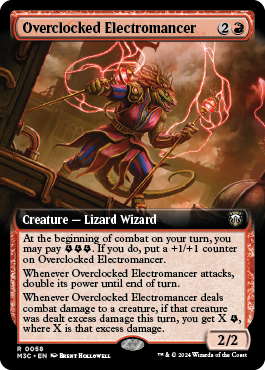 Overclocked Electromancer 2
Creature — Lizard Wizard
At the beginning of combat on your turn, you
may pay. If you do, put a +1/+1 counter
on Overclocked Electromancer.
Whenever Overclocked Electromancer attacks,
double its power until end of turn.
Whenever Overclocked Electromancer deals
combat damage to a creature, if that creature
was dealt excess damage this turn, you get X ,
where X is that excess damage.
2/2
R 0058
M3C • EN Brent Hollowell ™ & © 2024 Wizards of the Coast